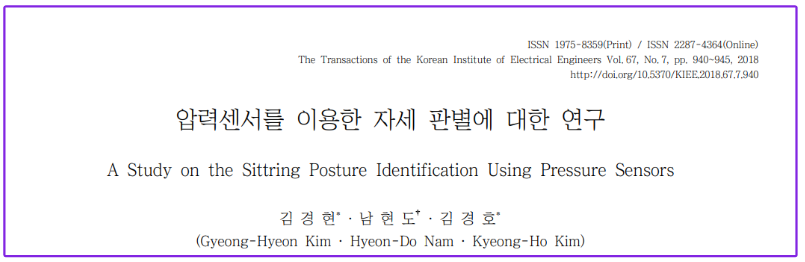 ISSN 1975-8359(Print) / ISSN 2287-4364(Online)
The Transactions of the Korean Institute of Electrical Engineers Vol. 67, No. 7, pp. 940~945, 2018
http://doi.org/10.5370/KIEE.2018.67.7.940
압력센서를 이용한 자세 판별에 대한 연구
A Study on the Sittring Posture Identification Using Pressure Sensors
김 경 현* · 남 현 도† · 김 경 호*
(Gyeong-Hyeon Kim · Hyeon-Do Nam · Kyeong-Ho Kim)